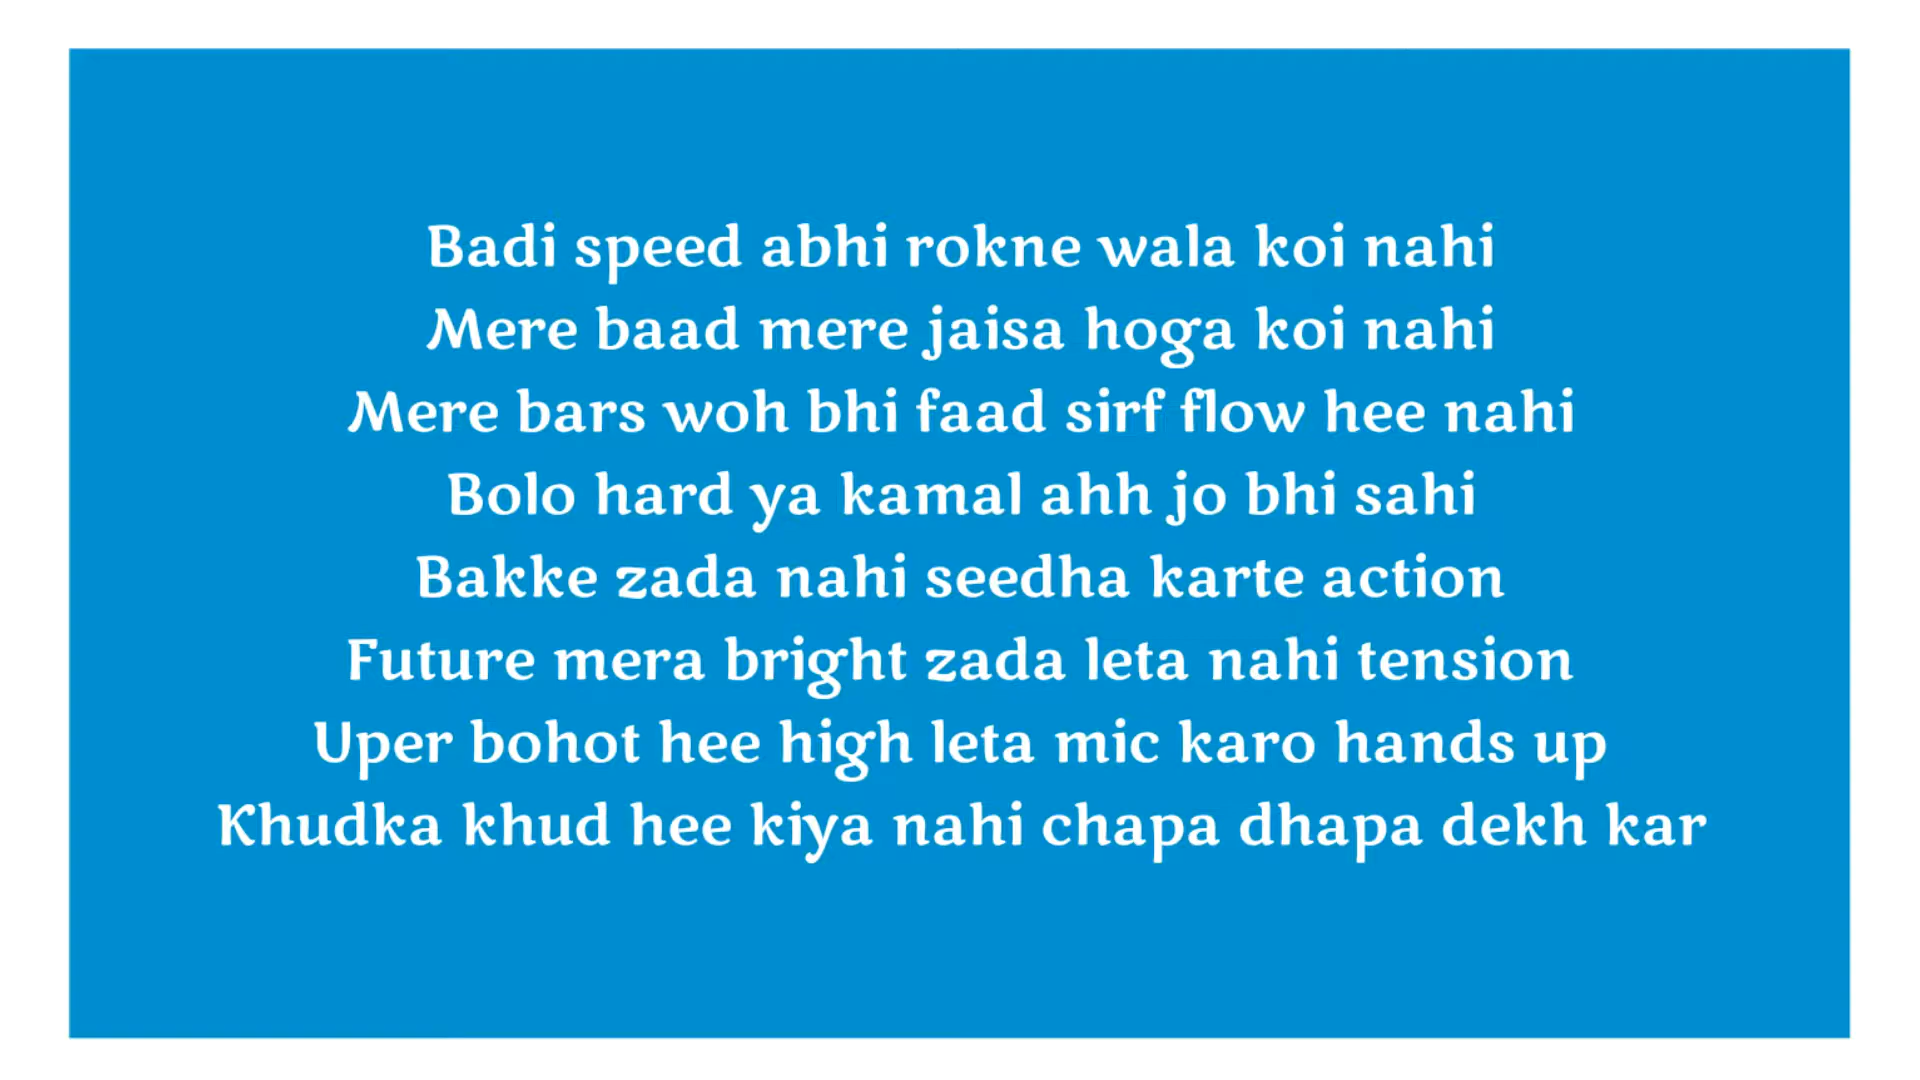 Badi speed abhi rokne wala koi nahi
Mere baad mere jaisa hoga koi nahi
Mere bars woh bhi faad sirf flow hee nahi
Bolo hard ya kamal ahh jo bhi sahi
Bakke zada nahi seedha karte action
Future mera bright zada leta nahi tension
Uper bohot hee high leta mic karo hands up
Khudka khud hee kiya nahi chapa dhapa dekh kar